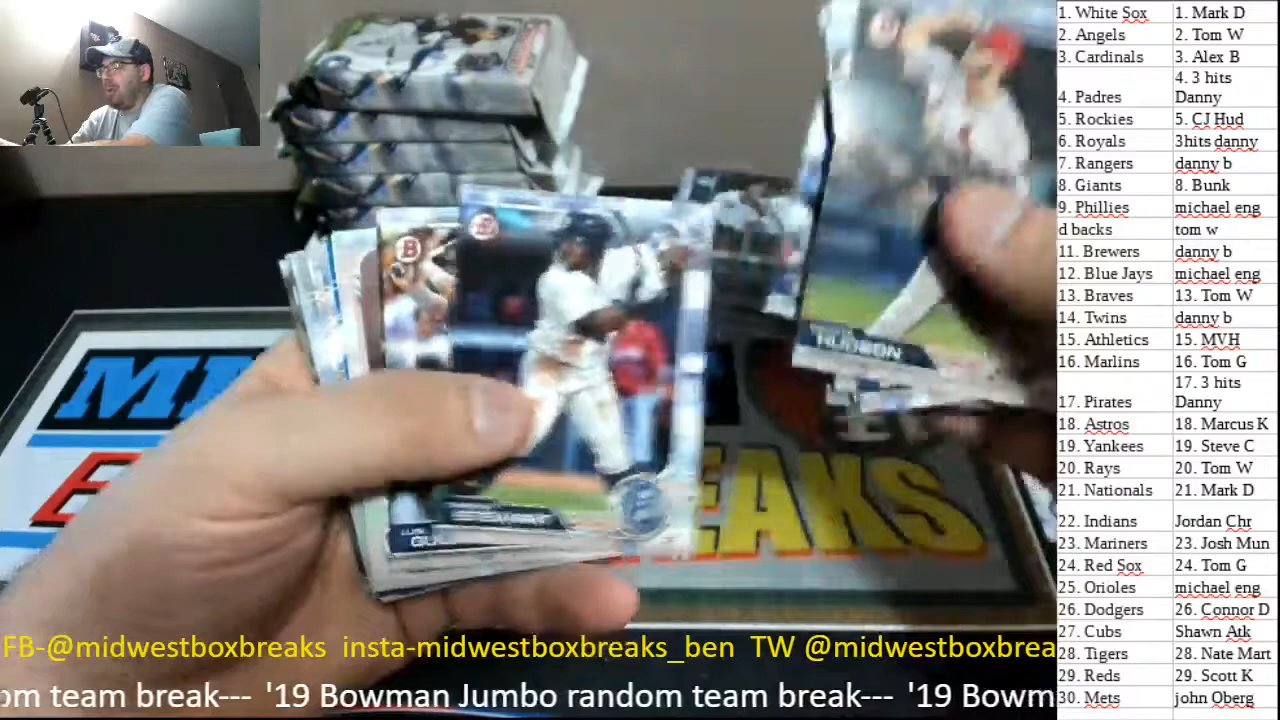 1. White Sox 1. Mark D
2. Angels 2. Tom W
3. Cardinals 3. Alex B
4. 3 hits
4. Padres Danny
5. Rockies 5. CJ Hud
6. Royals 3hits danny
7. Rangers danny b
8. Giants 8. Bunk
9. Phillies michael eng
d backs tom w
11. Brewers danny b
12. Blue Jays michael eng
13. Braves 13. Tom W
14. Twins danny b
15. Athletics 15. MVH
16. Marlins 16. Tom G
17. 3 hits
17. Pirates Danny
18. Astros 18. Marcus K
19. Yankees 19. Steve C
20. Rays 20. Tom W
21. Nationals 21. Mark D
22. Indians Jordan Chr
23. Mariners 23. Josh Mun
24. Red Sox 24. Tom G
25. Orioles michael eng
26. Dodgers 26. Connor D
27. Cubs Shawn Atk
28. Tigers 28. Nate Mart
29. Reds 29. Scott K
30. Mets john Oberg
HUDSON
B
EAKS
FB-@midwestboxbreaks insta-midwestboxbreaks_ben TW @midwestboxbrea
om team break--- '19 Bowman Jumbo random team break--- '19 Bowm